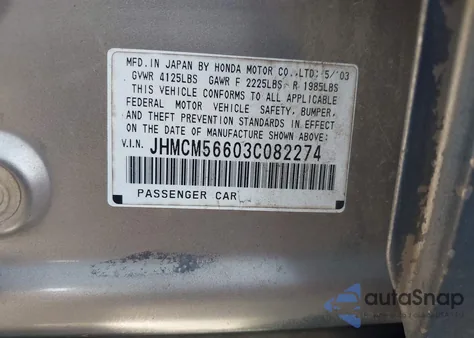 MFD. IN JAPAN BY HONDA MOTOR CO.,LTD; 5/'03
GVWR 4125LBS GAWR F 2225LBS R 1985LBS
THIS VEHICLE CONFORMS TO ALL APPLICABLE
FEDERAL MOTOR VEHICLE SAFETY, BUMPER,
AND THEFT PREVENTION STANDARDS IN EFFECT
ON THE DATE OF MANUFACTURE SHOWN ABOVE.
V.I.N. JHMCM56603C082274
PASSENGER CAR
autoSnap